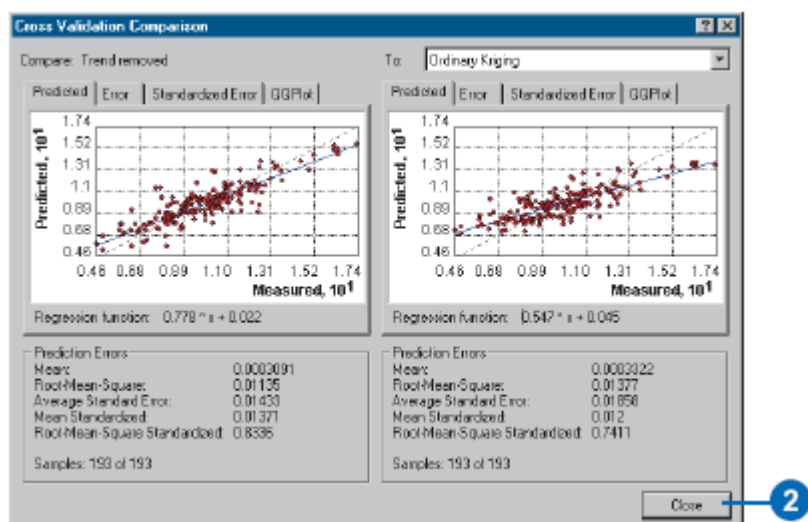 Cross Validation Comparison
Compare: Trend removed
To: Ordinary Kriging
Predicted Error Standardized Error QQPlot
Predicted, 10¹
1.74
1.52
1.31
1.1
0.89
0.68
0.46
0.46 0.68 0.99 1.10 1.31 1.52 1.74
Measured, 10¹
Regression function: 0.778 * x + 0.022
Prediction Errors
Mean: 0.0003091
Root-Mean-Square: 0.01135
Average Standard Error: 0.01433
Mean Standardized: 0.01371
Root-Mean-Square Standardized: 0.8336
Samples: 193 of 193
Predicted Error Standardized Error QQPlot
Predicted, 10¹
1.74
1.52
1.31
1.1
0.89
0.68
0.46
0.46 0.68 0.99 1.10 1.31 1.52 1.74
Measured, 10¹
Regression function: 0.547 * x + 0.045
Prediction Errors
Mean: 0.0003322
Root-Mean-Square: 0.01377
Average Standard Error: 0.01858
Mean Standardized: 0.012
Root-Mean-Square Standardized: 0.7411
Samples: 193 of 193
Close
2